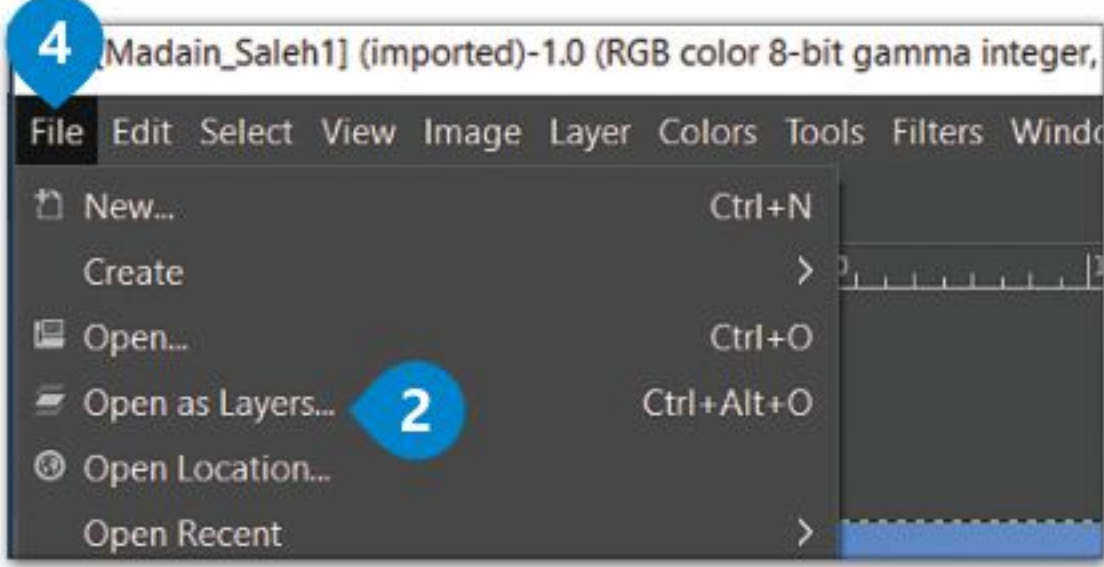 4
[Madain_Saleh1] (imported)-1.0 (RGB color 8-bit gamma integer,
File Edit Select View Image Layer Colors Tools Filters
New... Ctrl+N
Create >
Open... Ctrl+O
Open as Layers... 2 Ctrl+Alt+O
Open Location...
Open Recent >